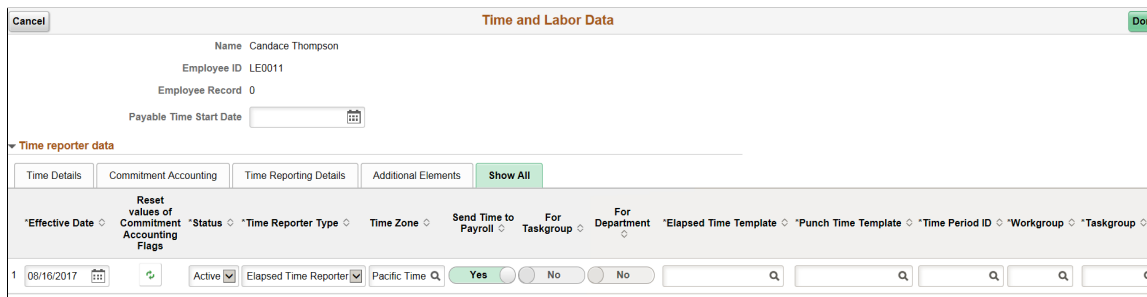 Cancel
Time and Labor Data
Name Candace Thompson
Employee ID LE0011
Employee Record 0
Payable Time Start Date
Time reporter data
Time Details Commitment Accounting Time Reporting Details Additional Elements Show All
*Effective Date Reset values of Commitment Accounting Flags *Status *Time Reporter Type Time Zone Send Time to Payroll For Taskgroup For Department *Elapsed Time Template *Punch Time Template *Time Period ID *Workgroup *Taskgroup
1 08/16/2017 Active Elapsed Time Reporter Pacific Time Yes No No